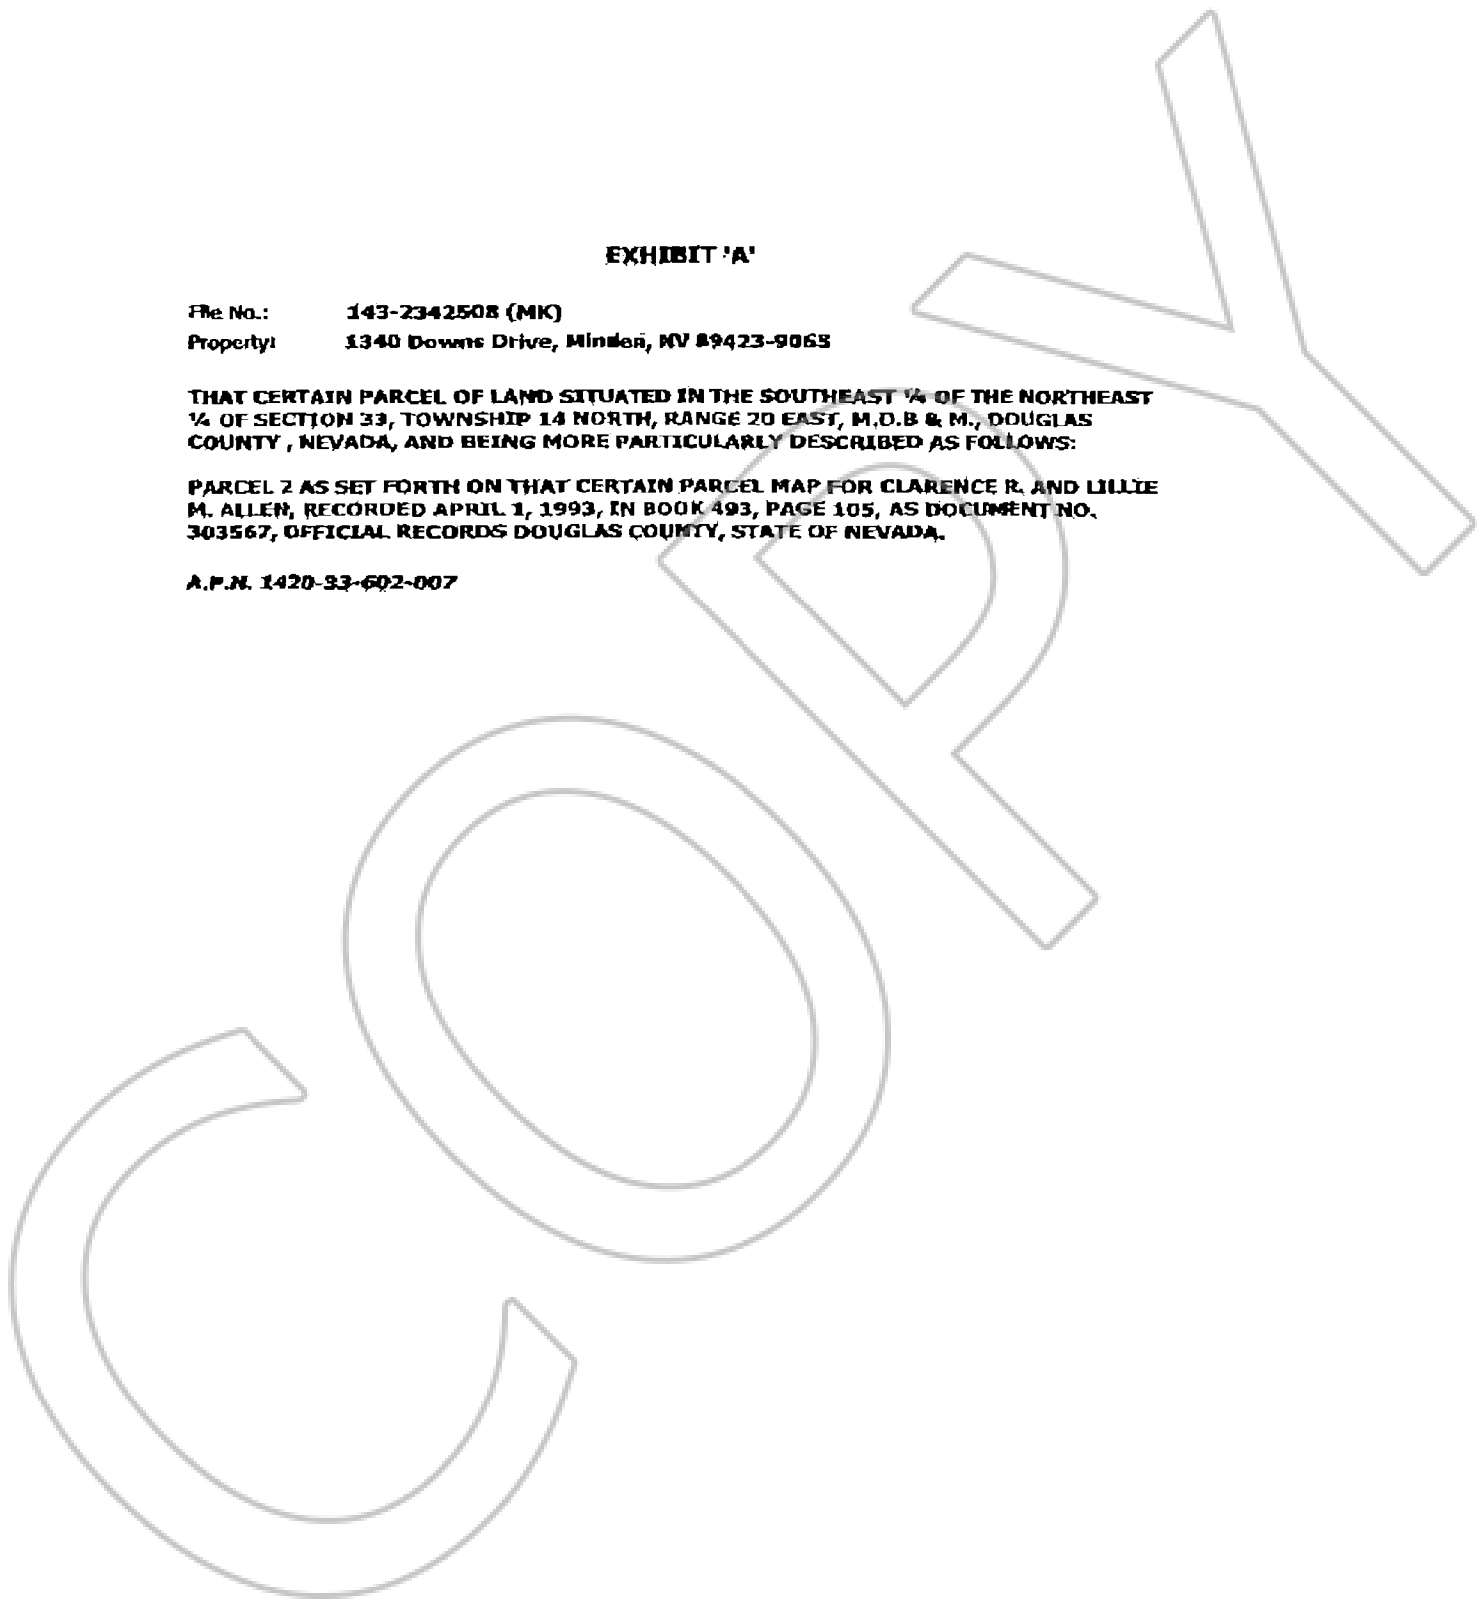 EXHIBIT 'A'
File No.: 143-2342508 (MK)
Property: 1340 Downs Drive, Minden, NV 89423-9065
THAT CERTAIN PARCEL OF LAND SITUATED IN THE SOUTHEAST ¼ OF THE NORTHEAST
¼ OF SECTION 33, TOWNSHIP 14 NORTH, RANGE 20 EAST, M.D.B & M., DOUGLAS
COUNTY , NEVADA, AND BEING MORE PARTICULARLY DESCRIBED AS FOLLOWS:
PARCEL 2 AS SET FORTH ON THAT CERTAIN PARCEL MAP FOR CLARENCE R. AND LILLIE
M. ALLEN, RECORDED APRIL 1, 1993, IN BOOK 493, PAGE 105, AS DOCUMENT NO.
303567, OFFICIAL RECORDS DOUGLAS COUNTY, STATE OF NEVADA.
A.P.N. 1420-33-602-007
COPY